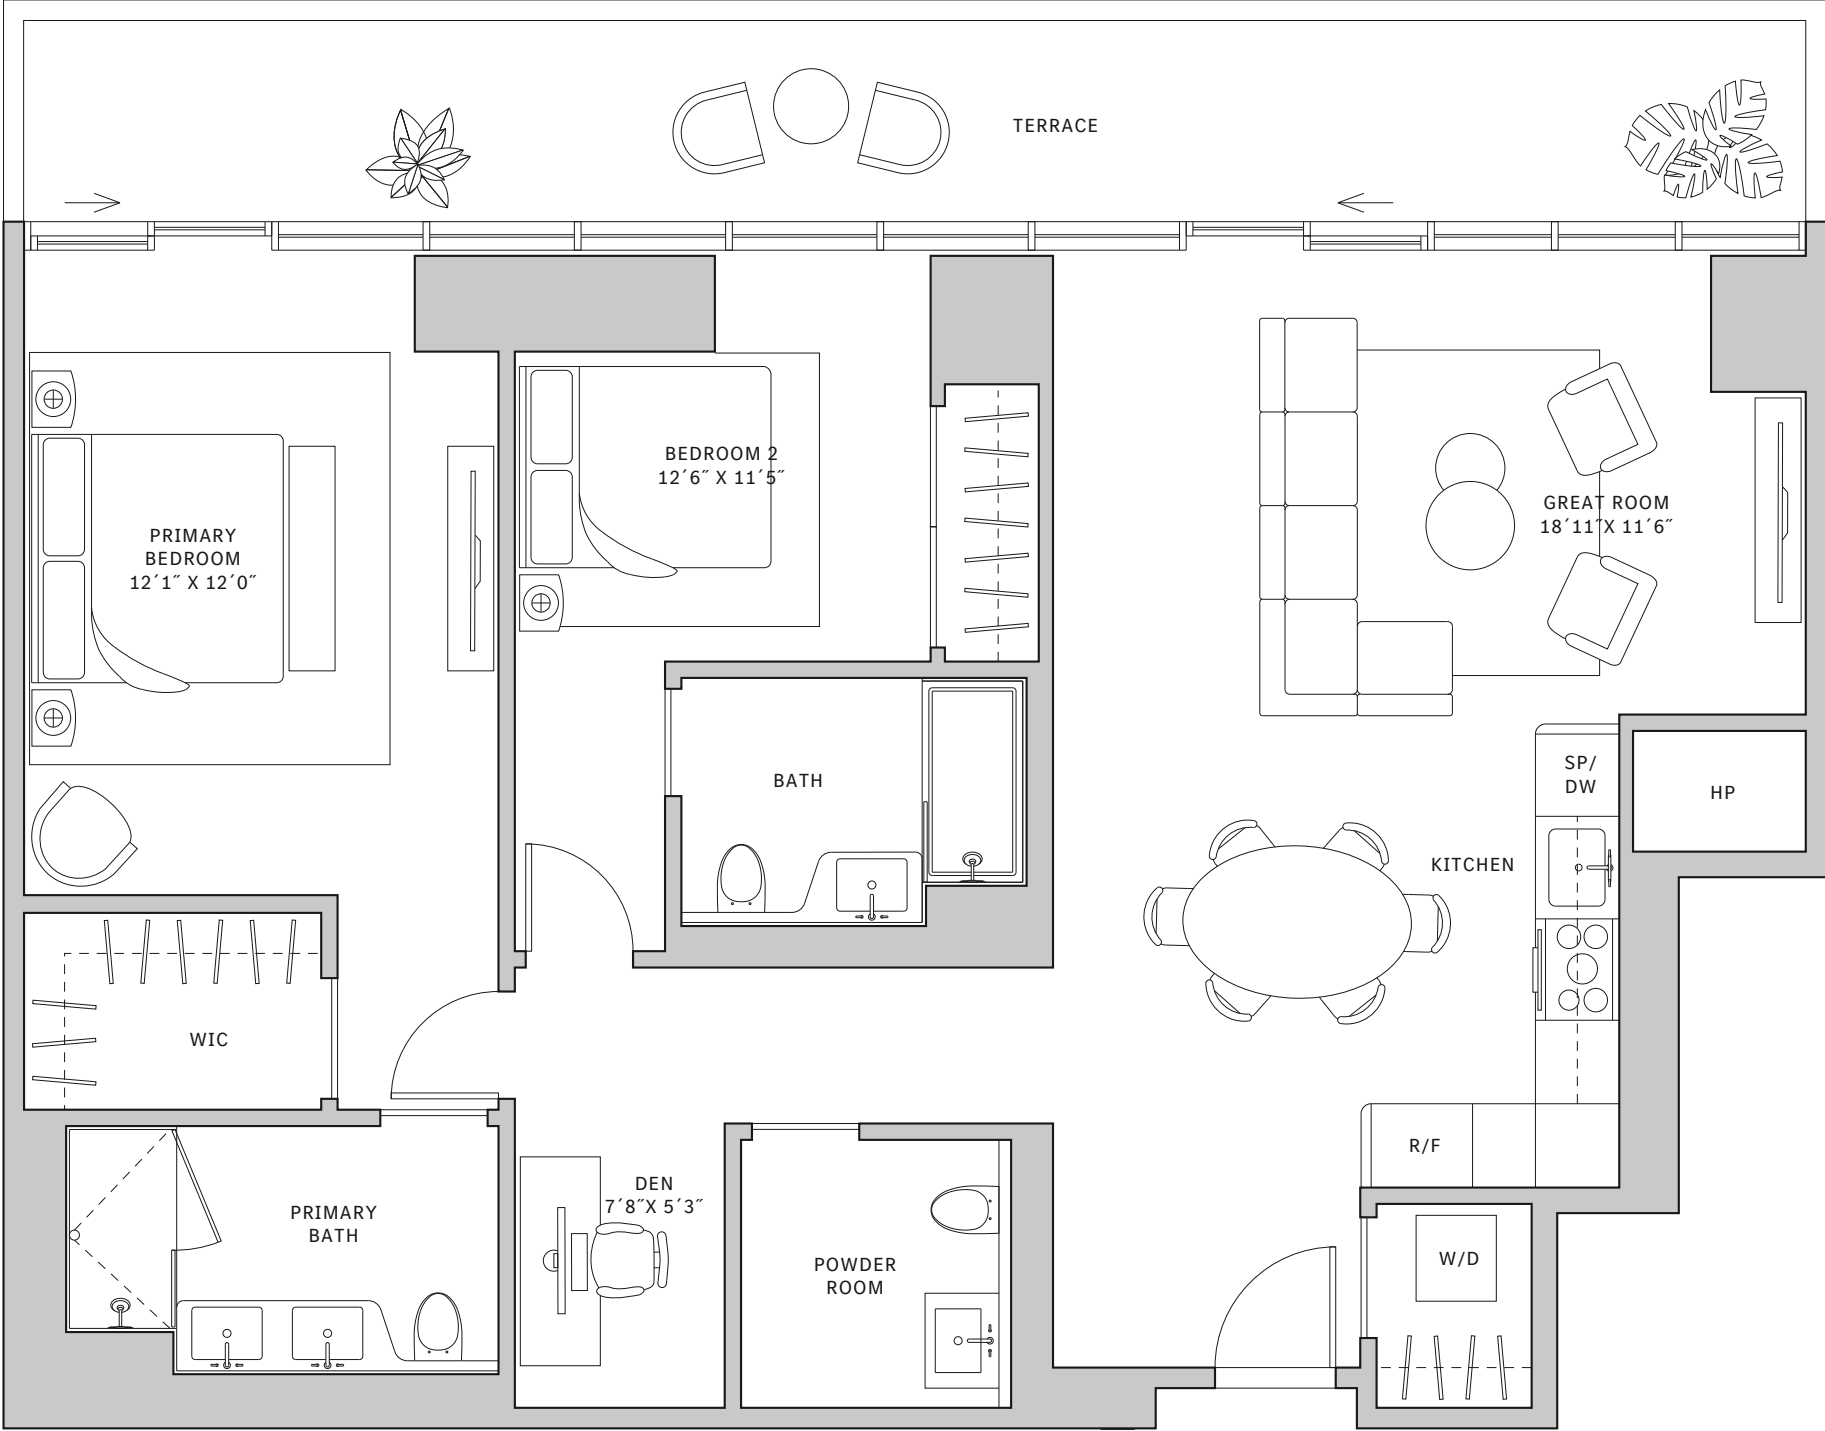 TERRACE
BEDROOM 2
12´6˝ X 11´5˝
GREAT ROOM
18´11˝X 11´6˝
PRIMARY
BEDROOM
12´1˝ X 12´0˝
SP/
DW
HP
BATH
KITCHEN
WIC
R/F
DEN
7´8˝X 5´3˝
PRIMARY
BATH
POWDER
ROOM
W/D